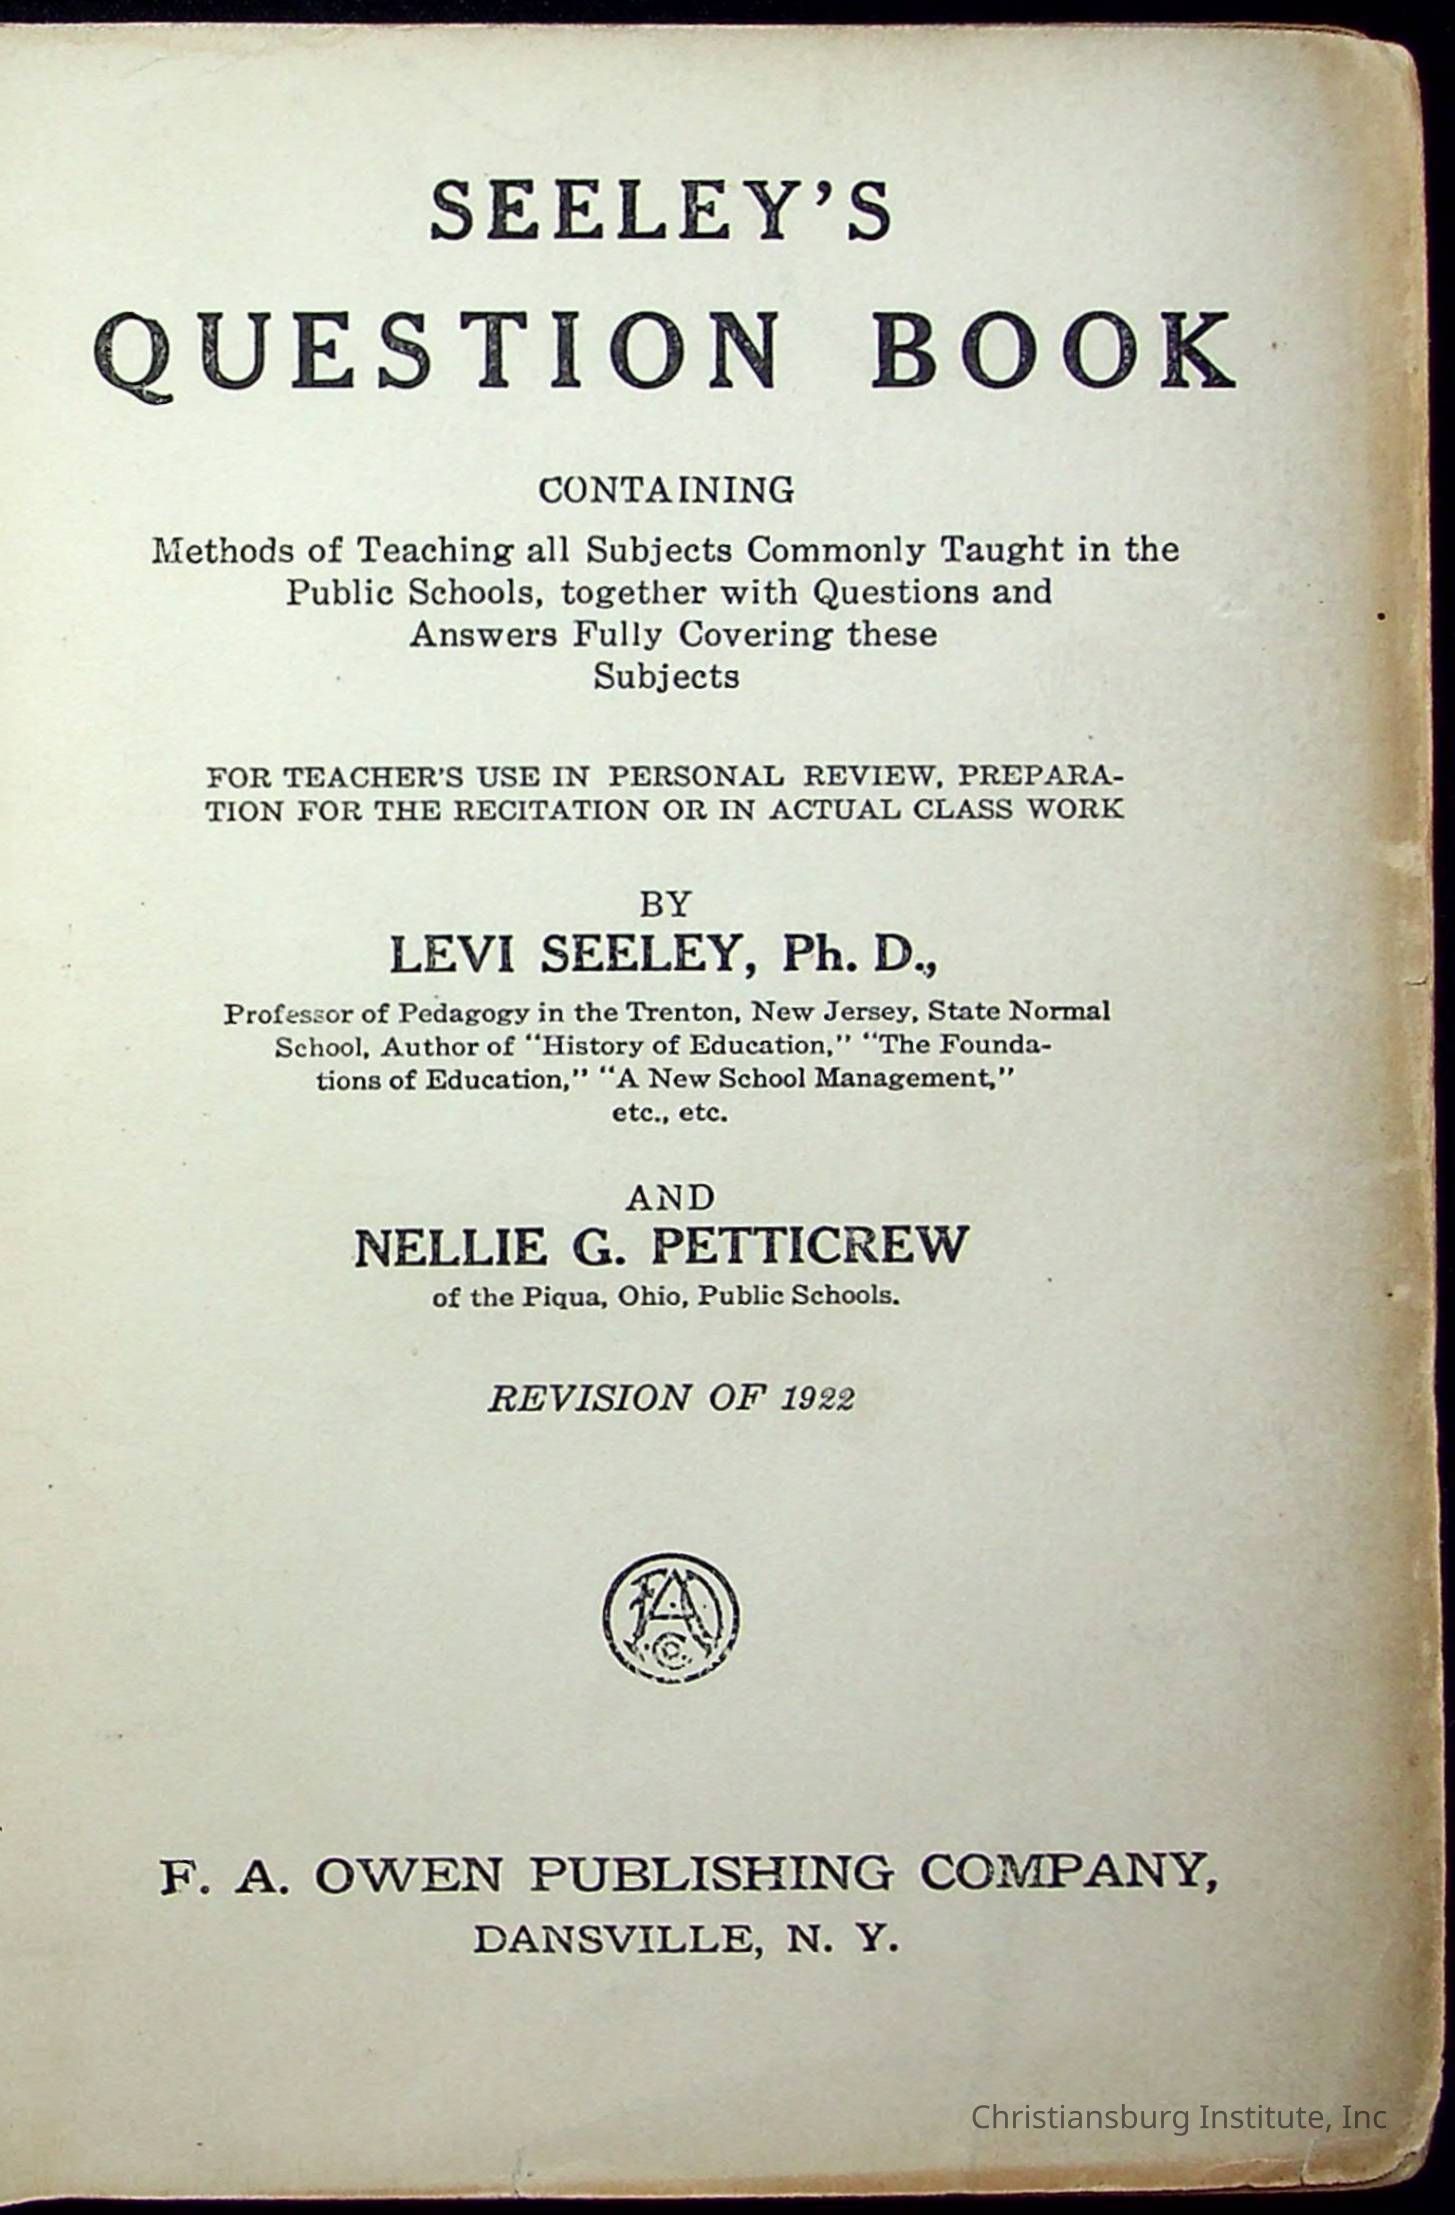 SEELEY'S
QUESTION BOOK
CONTAINING
Methods of Teaching all Subjects Commonly Taught in the
Public Schools, together with Questions and
Answers Fully Covering these
Subjects
FOR TEACHER'S USE IN PERSONAL REVIEW, PREPARA-
TION FOR THE RECITATION OR IN ACTUAL CLASS WORK
BY
LEVI SEELEY, Ph. D.,
Professor of Pedagogy in the Trenton, New Jersey, State Normal
School, Author of "History of Education," "The Founda-
tions of Education," "A New School Management,"
etc., etc.
AND
NELLIE G. PETTICREW
of the Piqua, Ohio, Public Schools.
REVISION OF 1922
F. A. OWEN PUBLISHING COMPANY,
DANSVILLE, N. Y.
Christiansburg Institute, Inc